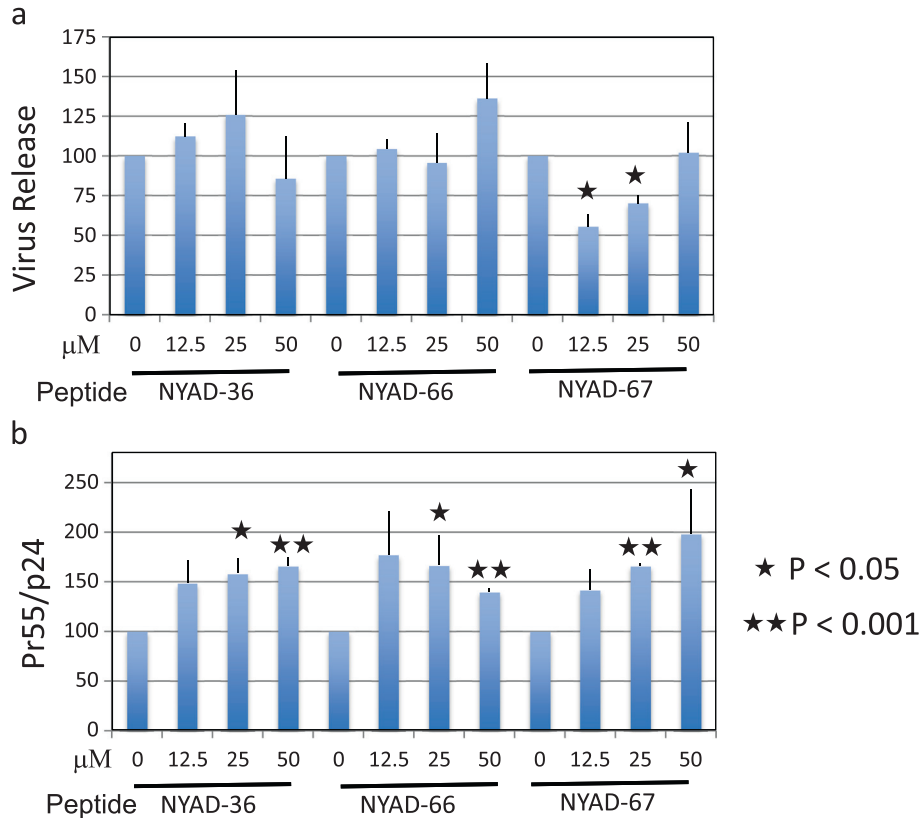 a
175
150
125
100
75
50
25
0
Virus Release
★ ★
μM 0 12.5 25 50 0 12.5 25 50 0 12.5 25 50
Peptide NYAD-36 NYAD-66 NYAD-67
b
250
200
150
100
50
0
Pr55/p24
★ ★★ ★ ★★ ★★ ★
★ P < 0.05
★★ P < 0.001
μM 0 12.5 25 50 0 12.5 25 50 0 12.5 25 50
Peptide NYAD-36 NYAD-66 NYAD-67